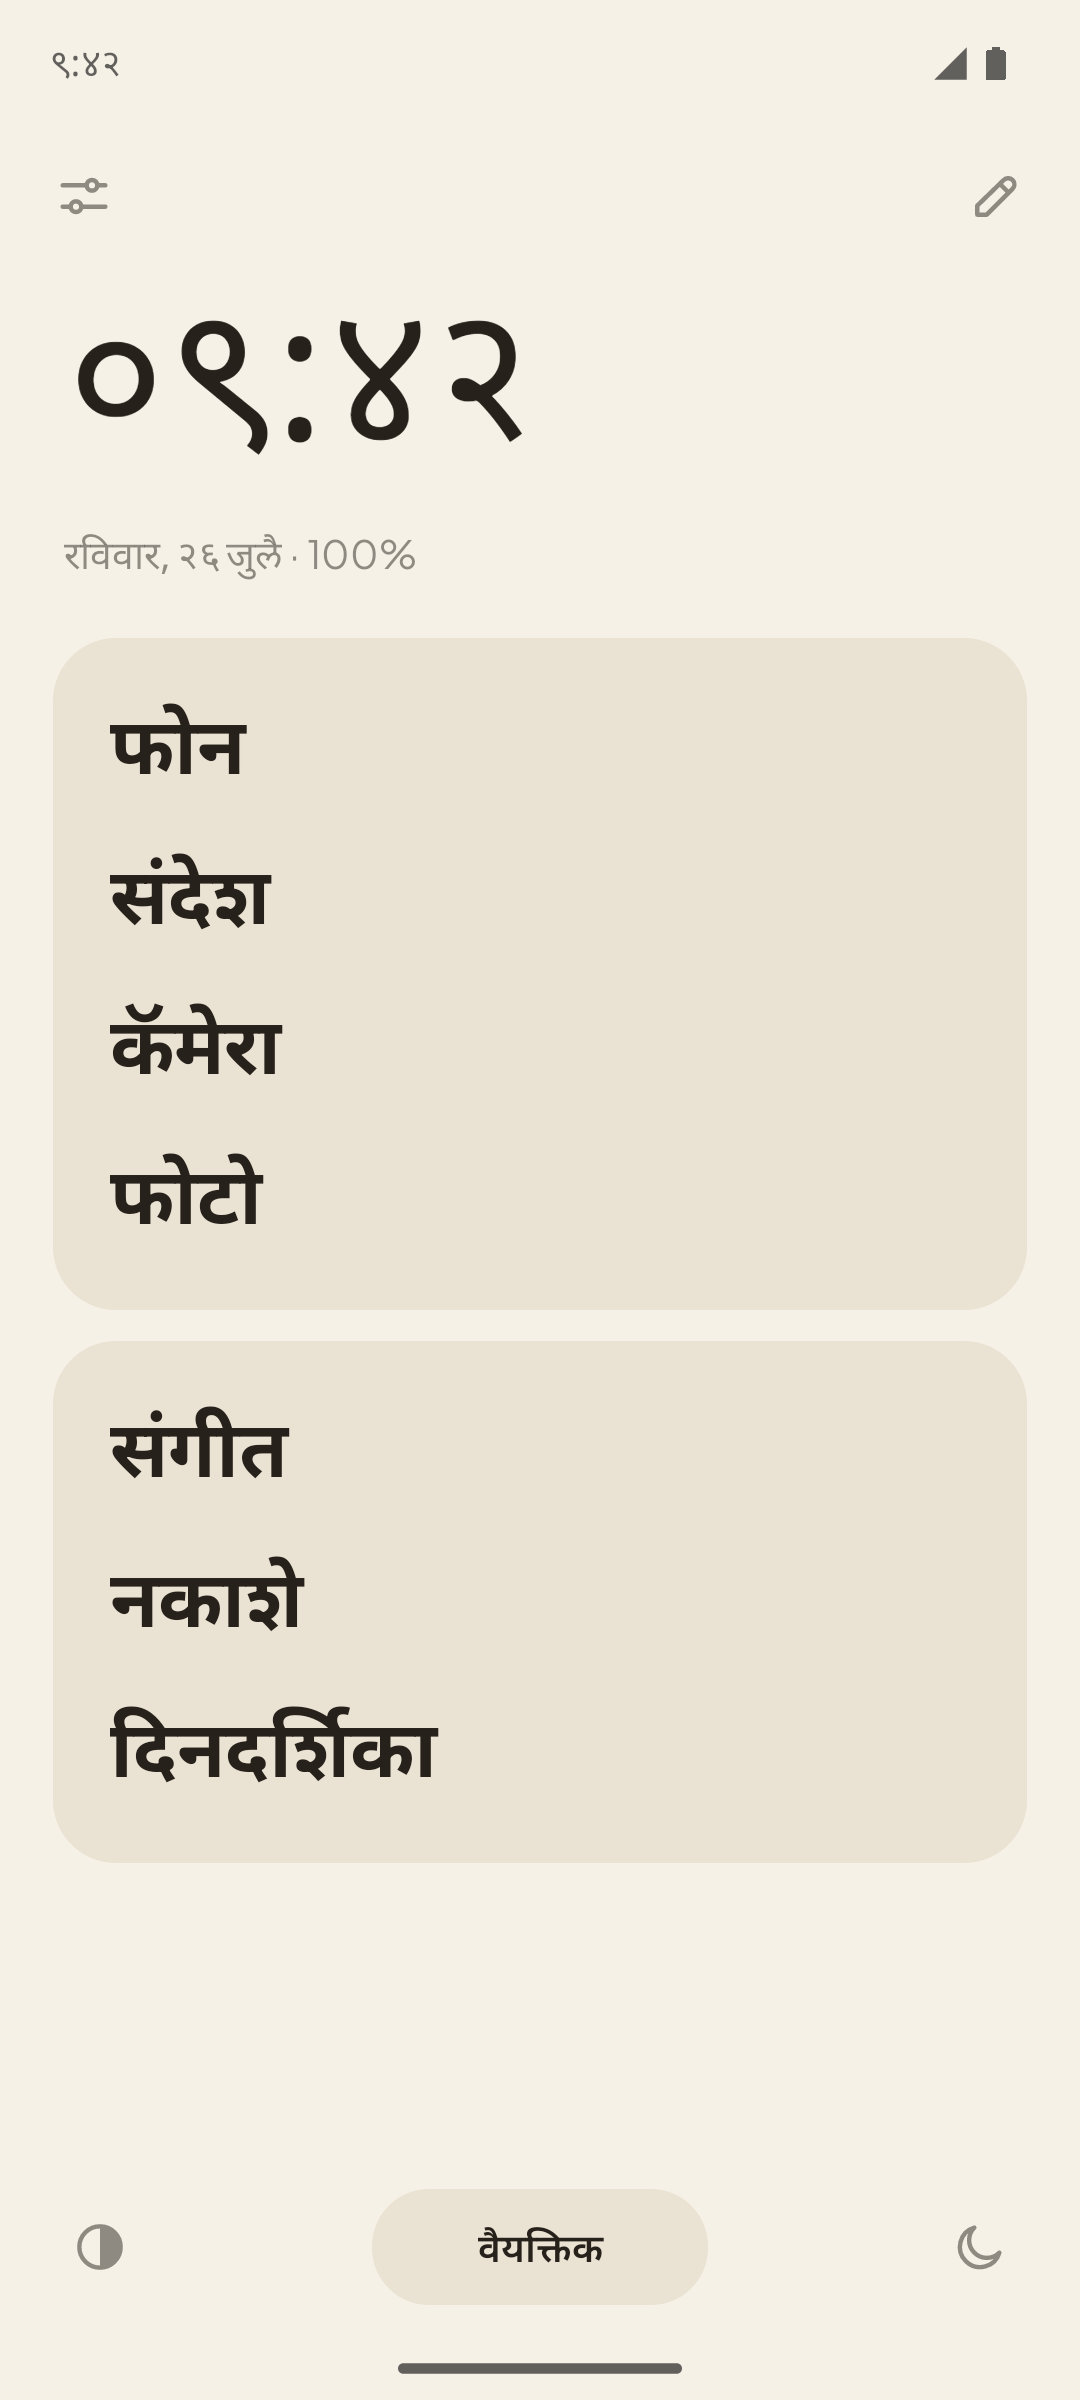 ९:४२
०९:४२
रविवार, २६ जुलै · 100%
फोन
संदेश
कॅमेरा
फोटो
संगीत
नकाशे
दिनदर्शिका
वैयक्तिक